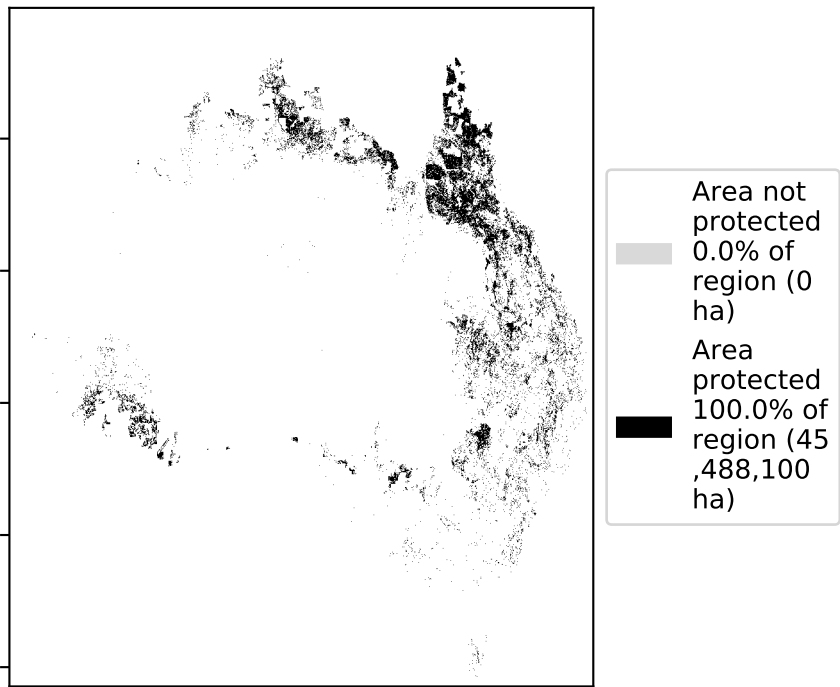 Area not
protected
0.0% of
region (0
ha)
Area
protected
100.0% of
region (45
,488,100
ha)